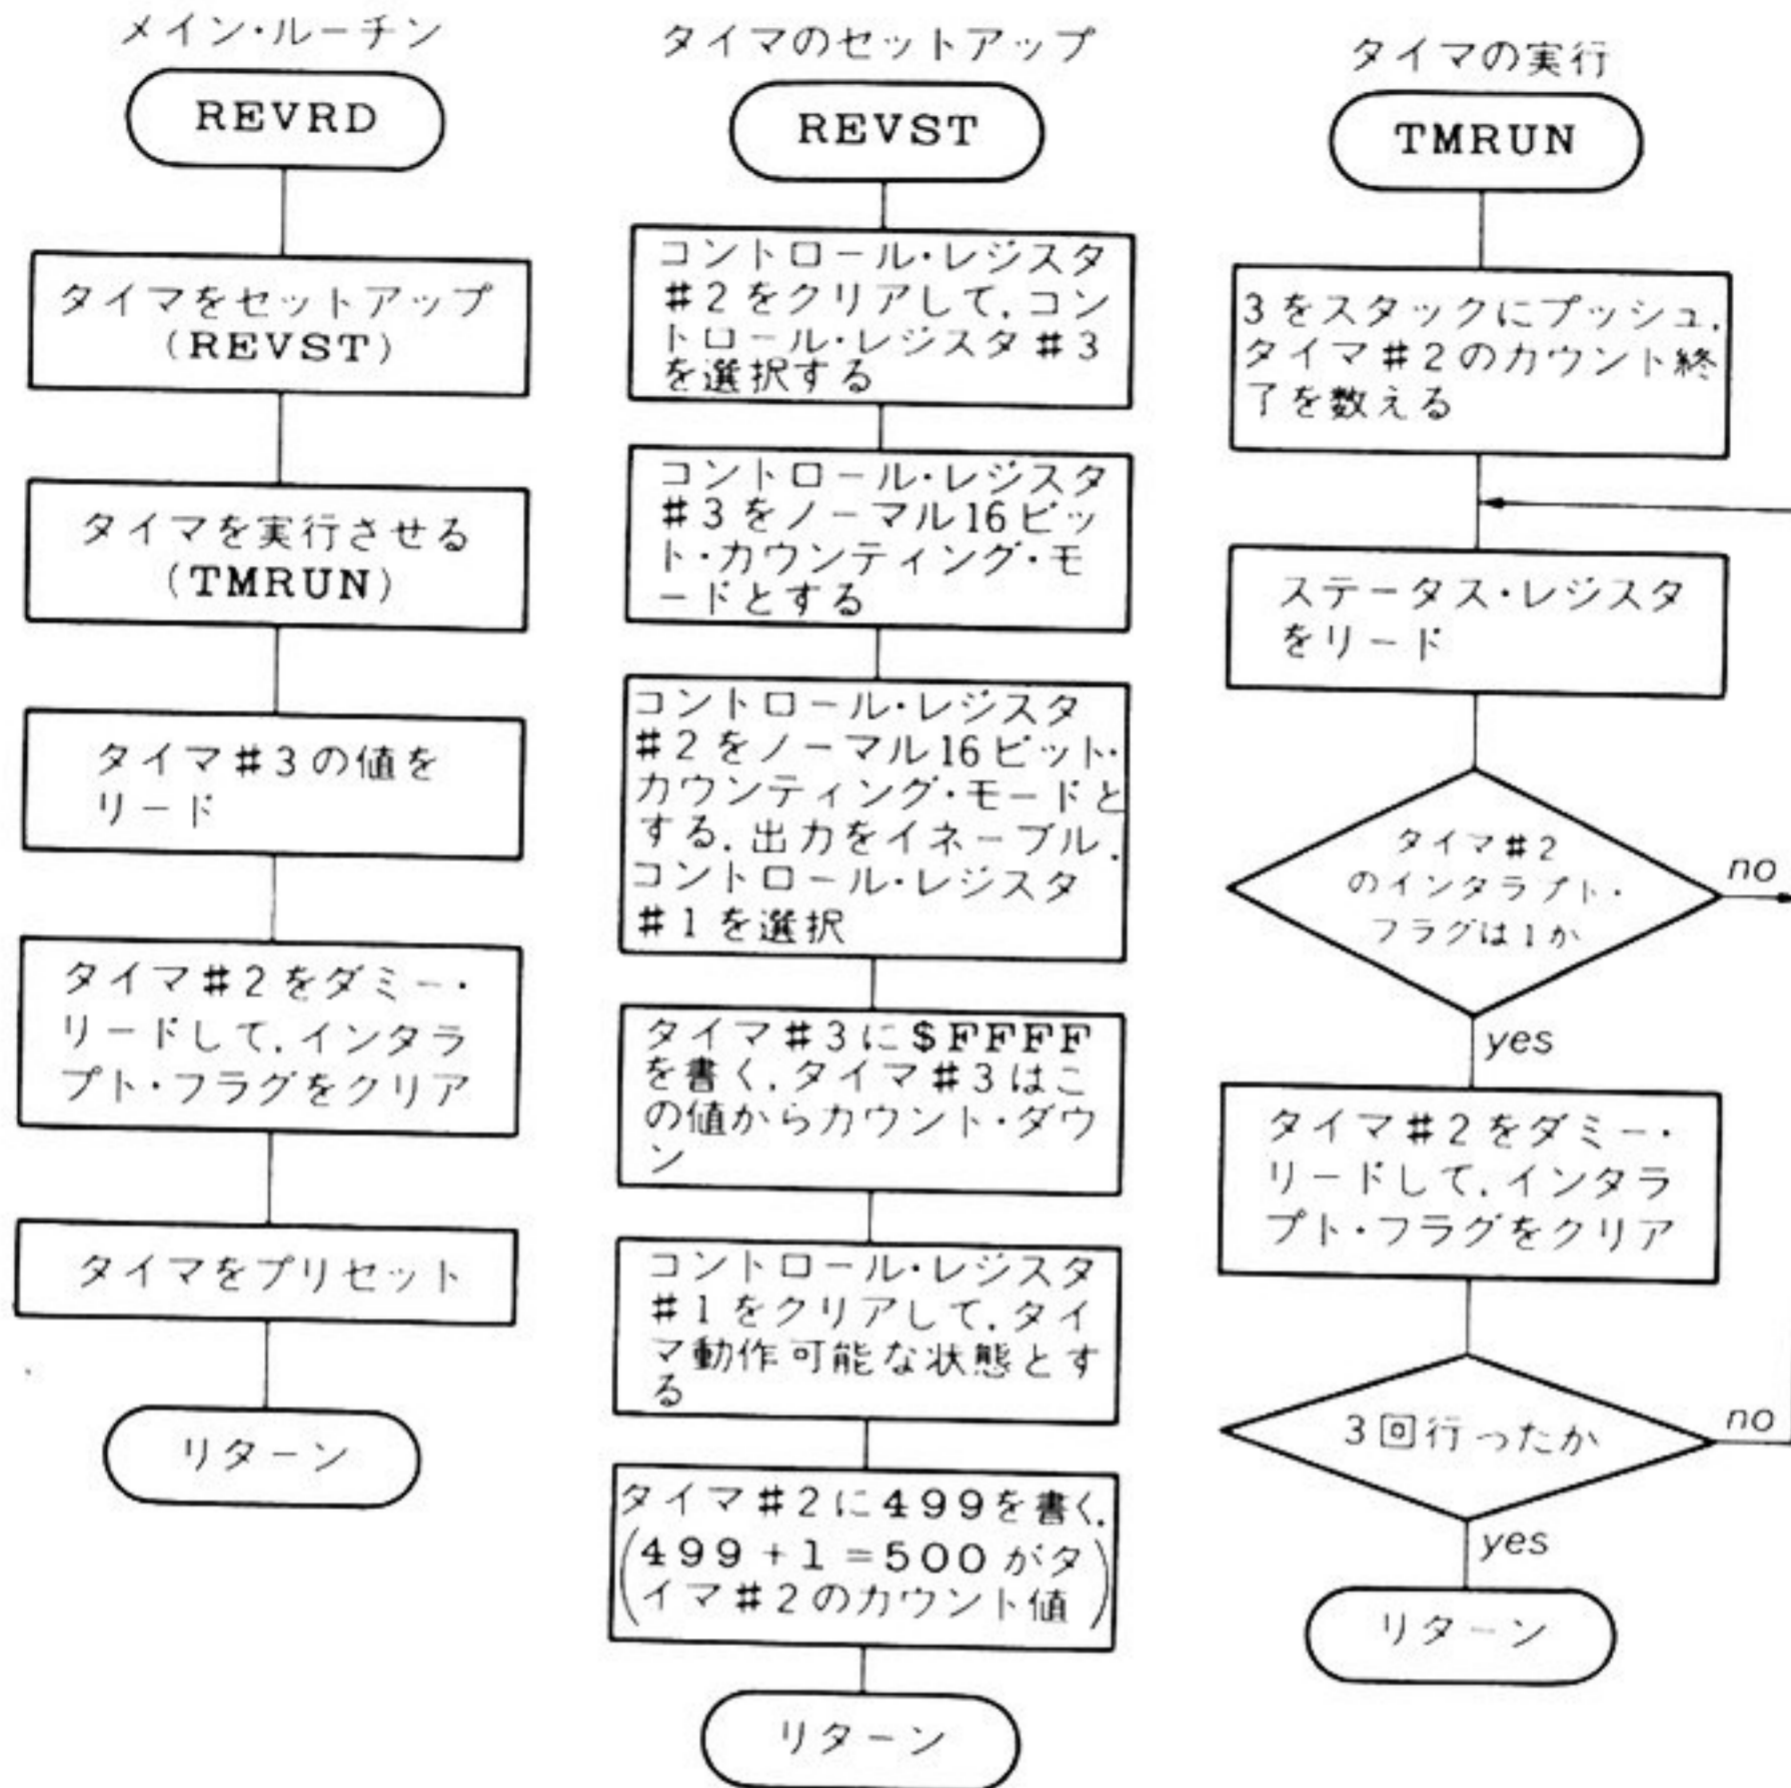 メイン・ルーチン
REVRD
タイマをセットアップ
(REVST)
タイマを実行させる
(TMRUN)
タイマ#3の値を
リード
タイマ#2をダミー・
リードして,インタラ
プト・フラグをクリア
タイマをプリセット
リターン
タイマのセットアップ
REVST
コントロール・レジスタ
#2をクリアして,コン
トロール・レジスタ#3
を選択する
コントロール・レジスタ
#3をノーマル16ビッ
ト・カウンティング・モ
ードとする
コントロール・レジスタ
#2をノーマル16ビット・
カウンティング・モードと
する,出力をイネーブル,
コントロール・レジスタ
#1を選択
タイマ#3に$FFFF
を書く,タイマ#3はこ
の値からカウント・ダウ
ン
コントロール・レジスタ
#1をクリアして,タイ
マ動作可能な状態とす
る
タイマ#2に499を書く,
(499+1=500がタ
イマ#2のカウント値)
リターン
タイマの実行
TMRUN
3をスタックにプッシュ,
タイマ#2のカウント終
了を数える
ステータス・レジスタ
をリード
タイマ#2
のインタラプト・
フラグは1か
no
yes
タイマ#2をダミー・
リードして,インタラ
プト・フラグをクリア
3回行ったか
no
yes
リターン